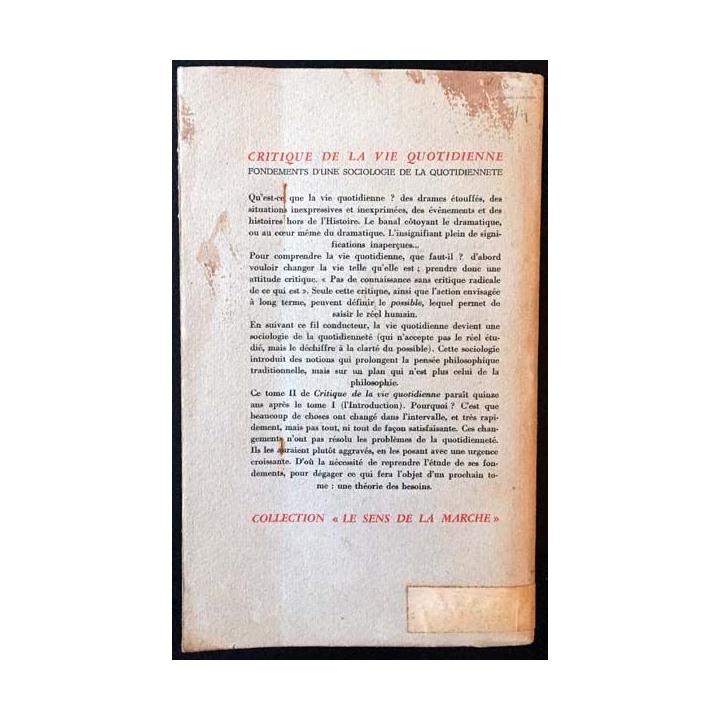 CRITIQUE DE LA VIE QUOTIDIENNE
FONDEMENTS D'UNE SOCIOLOGIE DE LA QUOTIDIENNETE
Qu'est-ce que la vie quotidienne ? des drames étouffés, des
situations inexpressives et inexprimées, des événements et des
histoires hors de l'Histoire. Le banal côtoyant le dramatique,
ou au cœur même du dramatique. L'insignifiant plein de signi-
fications inaperçues...
Pour comprendre la vie quotidienne, que faut-il ? d'abord
vouloir changer la vie telle qu'elle est ; prendre donc une
attitude critique. « Pas de connaissance sans critique radicale
de ce qui est ». Seule cette critique, ainsi que l'action envisagée
à long terme, peuvent définir le possible, lequel permet de
saisir le réel humain.
En suivant ce fil conducteur, la vie quotidienne devient une
sociologie de la quotidienneté (qui n'accepte pas le réel étu-
dié, mais le déchiffre à la clarté du possible). Cette sociologie
introduit des notions qui prolongent la pensée philosophique
traditionnelle, mais sur un plan qui n'est plus celui de la
philosophie.
Ce tome II de Critique de la vie quotidienne paraît quinze
ans après le tome I (l'Introduction). Pourquoi ? C'est que
beaucoup de choses ont changé dans l'intervalle, et très rapi-
dement, mais pas tout, ni tout de façon satisfaisante. Ces chan-
gements n'ont pas résolu les problèmes de la quotidienneté.
Ils les auraient plutôt aggravés, en les posant avec une urgence
croissante. D'où la nécessité de reprendre l'étude de ses fon-
dements, pour dégager ce qui fera l'objet d'un prochain to-
me : une théorie des besoins.
COLLECTION « LE SENS DE LA MARCHE »